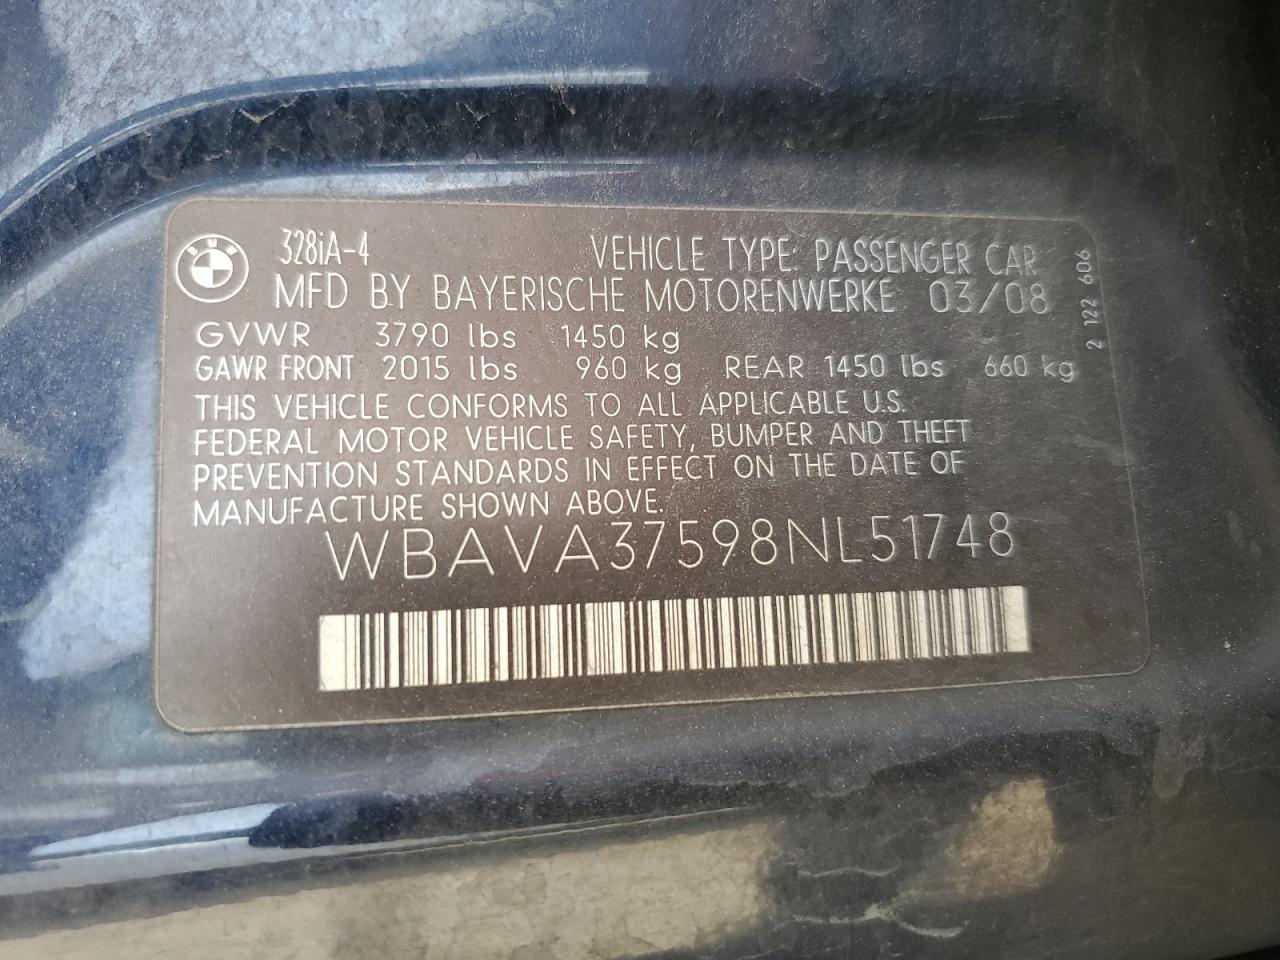 BMW
328iA-4 VEHICLE TYPE: PASSENGER CAR
MFD BY BAYERISCHE MOTORENWERKE 03/08
GVWR 3790 lbs 1450 kg
GAWR FRONT 2015 lbs 960 kg REAR 1450 lbs 660 kg
THIS VEHICLE CONFORMS TO ALL APPLICABLE U.S.
FEDERAL MOTOR VEHICLE SAFETY, BUMPER AND THEFT
PREVENTION STANDARDS IN EFFECT ON THE DATE OF
MANUFACTURE SHOWN ABOVE.
WBAVA37598NL51748
2 122 606